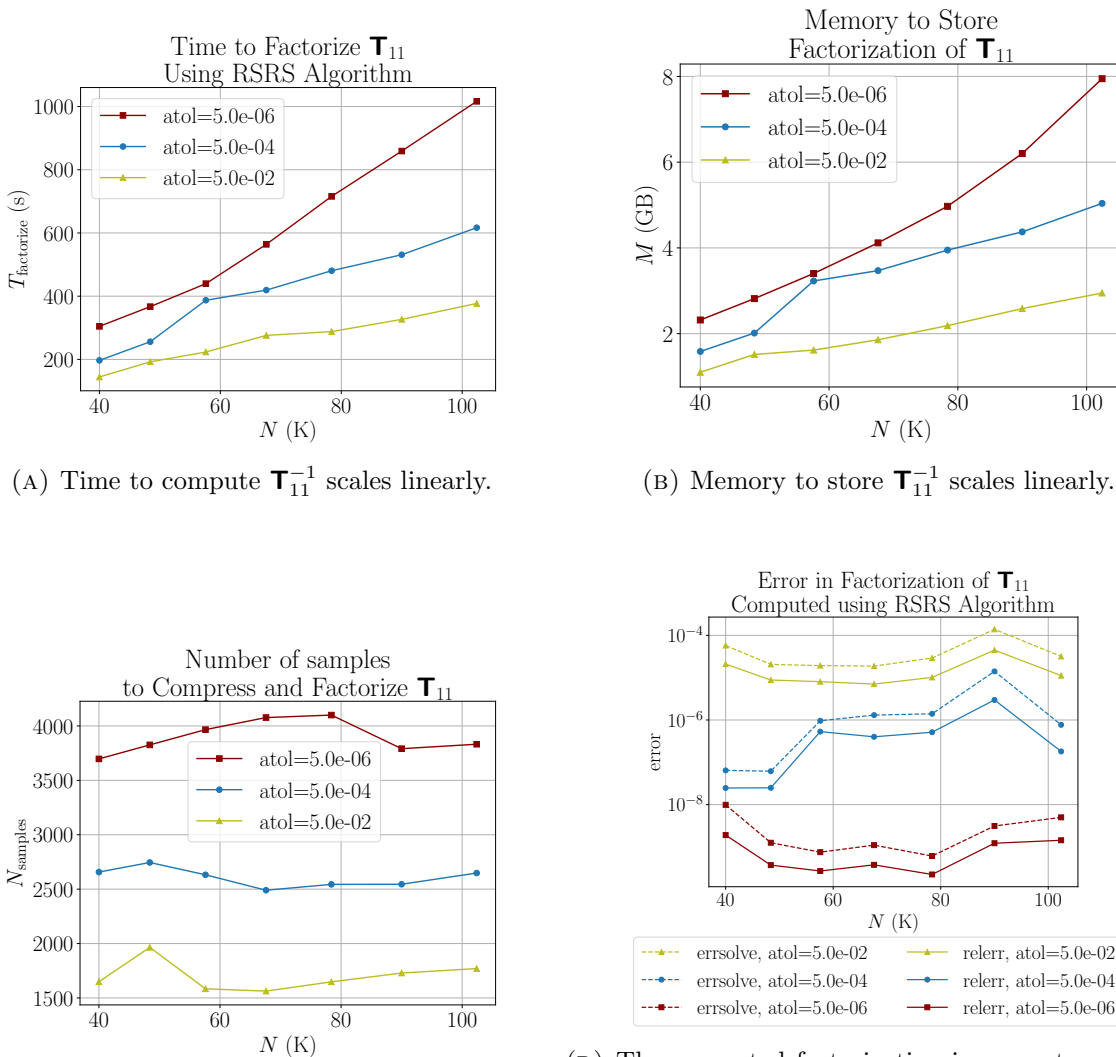 Time to Factorize T11
Using RSRS Algorithm
1000
800
600
400
200
Tfactorize (s)
atol=5.0e-06
atol=5.0e-04
atol=5.0e-02
40 60 80 100
N (K)
(A) Time to compute T11^−1 scales linearly.
Memory to Store
Factorization of T11
8
6
4
2
M (GB)
atol=5.0e-06
atol=5.0e-04
atol=5.0e-02
40 60 80 100
N (K)
(B) Memory to store T11^−1 scales linearly.
Number of samples
to Compress and Factorize T11
4000
3500
3000
2500
2000
1500
Nsamples
atol=5.0e-06
atol=5.0e-04
atol=5.0e-02
40 60 80 100
N (K)
Error in Factorization of T11
Computed using RSRS Algorithm
10^−4
10^−6
10^−8
error
40 60 80 100
N (K)
errsolve, atol=5.0e-02 relerr, atol=5.0e-02
errsolve, atol=5.0e-04 relerr, atol=5.0e-04
errsolve, atol=5.0e-06 relerr, atol=5.0e-06